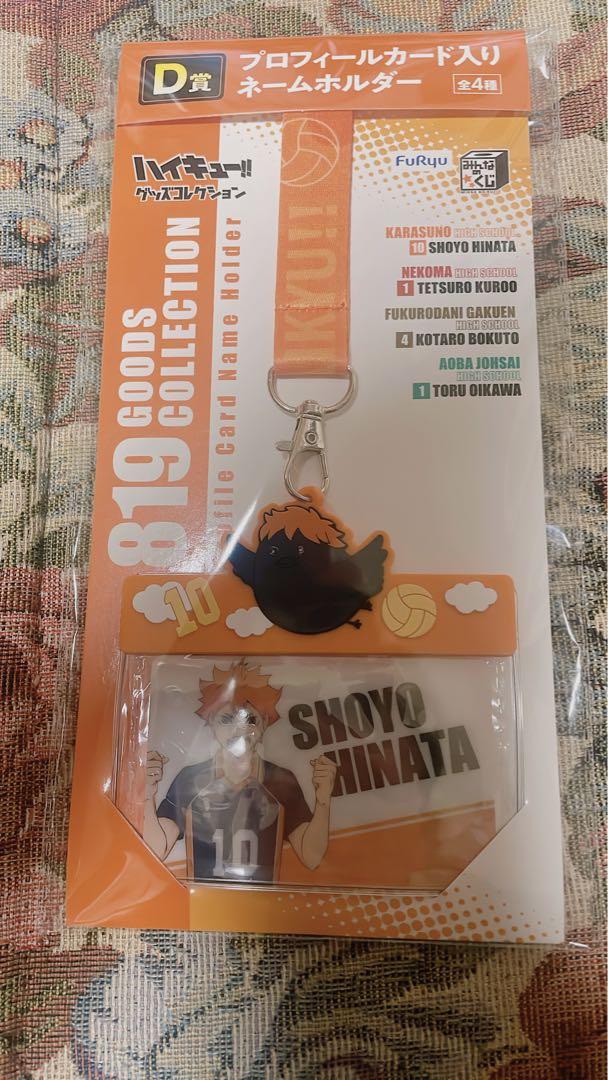 D賞
プロフィールカード入り
ネームホルダー
全4種
ハイキュー!!
グッズコレクション
FuRyu
みんなの
くじ
KARASUNO HIGH SCHOOL
10 SHOYO HINATA
NEKOMA HIGH SCHOOL
1 TETSURO KUROO
FUKURODANI GAKUEN
HIGH SCHOOL
4 KOTARO BOKUTO
AOBA JOHSAI
HIGH SCHOOL
1 TORU OIKAWA
819 GOODS
COLLECTION
Card Name Holder
KYU!!
10
SHOYO
HINATA
10